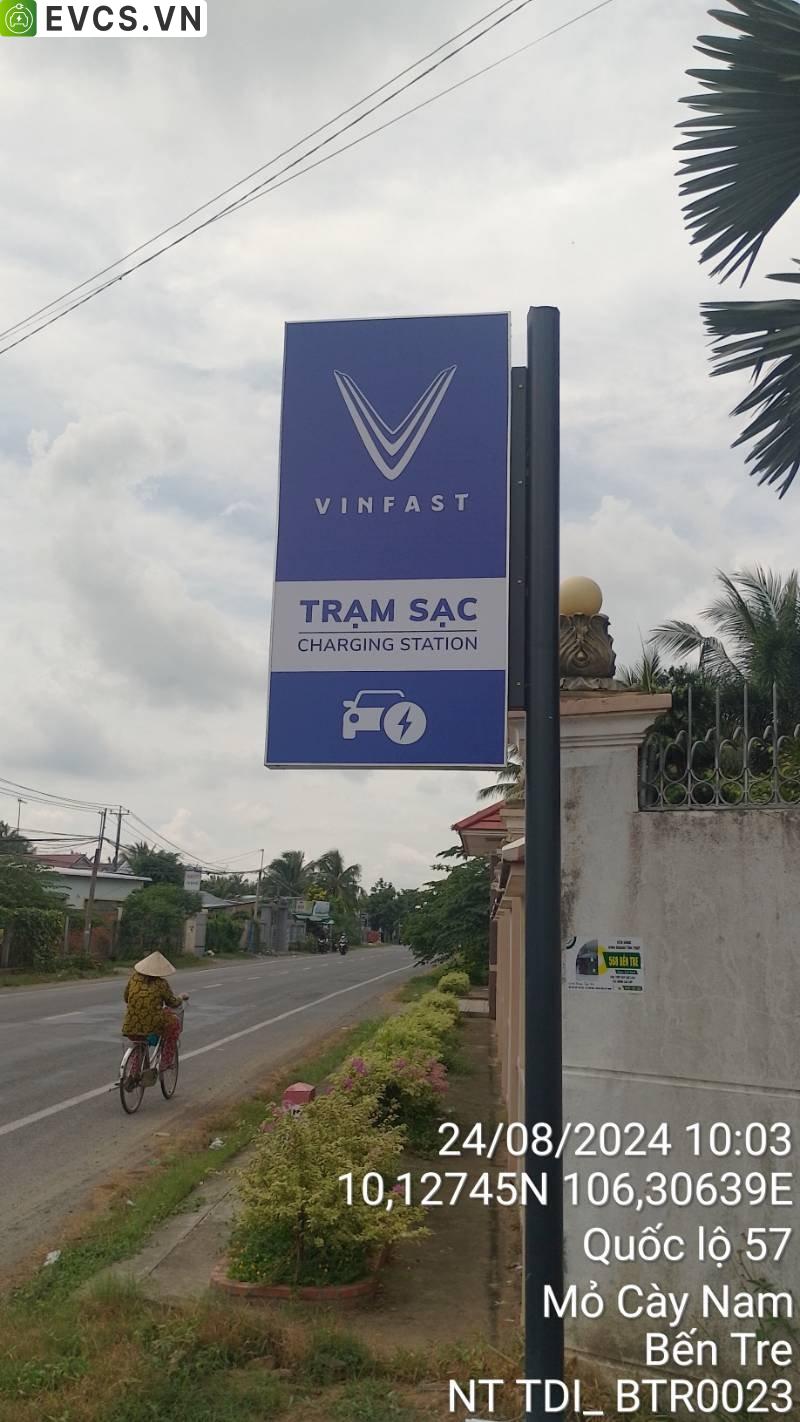 EVCS.VN
VINFAST
TRẠM SẠC
CHARGING STATION
560 BẾN TRE
24/08/2024 10:03
10,12745N 106,30639E
Quốc lộ 57
Mỏ Cày Nam
Bến Tre
NT TDI_ BTR0023